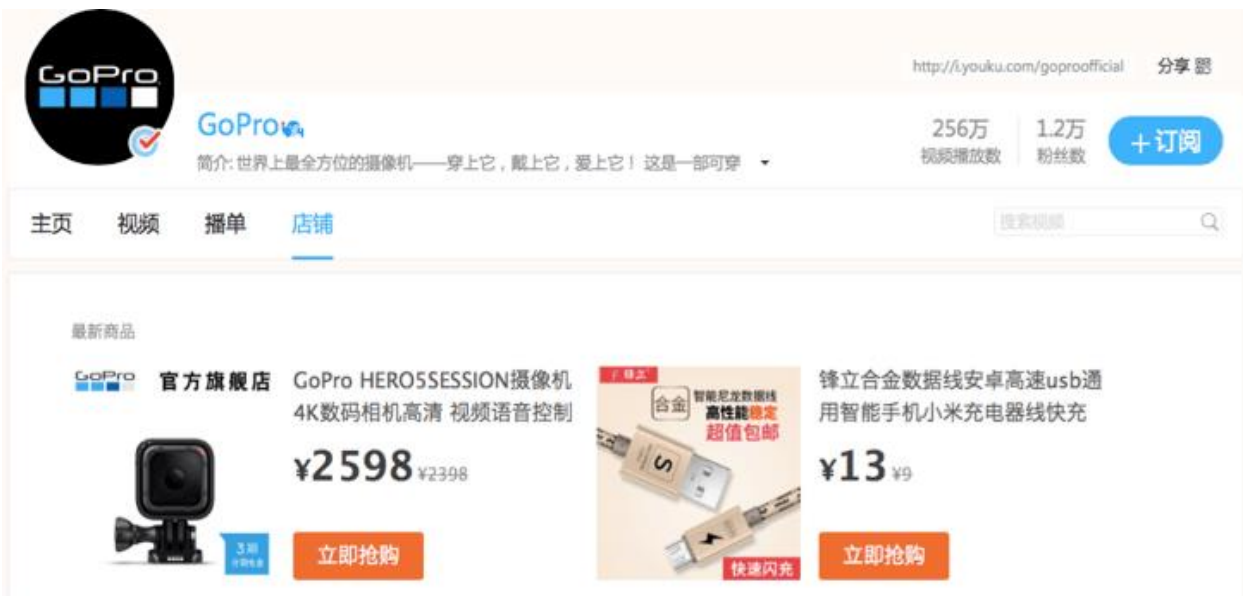 GoPro
http://i.youku.com/goproofficial
分享
GoPro
简介: 世界上最全方位的摄像机——穿上它，戴上它，爱上它！ 这是一部可穿
256万
视频播放数
1.2万
粉丝数
+订阅
主页
视频
播单
店铺
搜索视频
最新商品
GoPro 官方旗舰店
3期
GoPro HERO5SESSION摄像机
4K数码相机高清 视频语音控制
¥2598 ¥2398
立即抢购
合金
智能尼龙数据线
高性能稳定
超值包邮
S
快速闪充
锋立合金数据线安卓高速usb通
用智能手机小米充电器线快充
¥13 ¥9
立即抢购